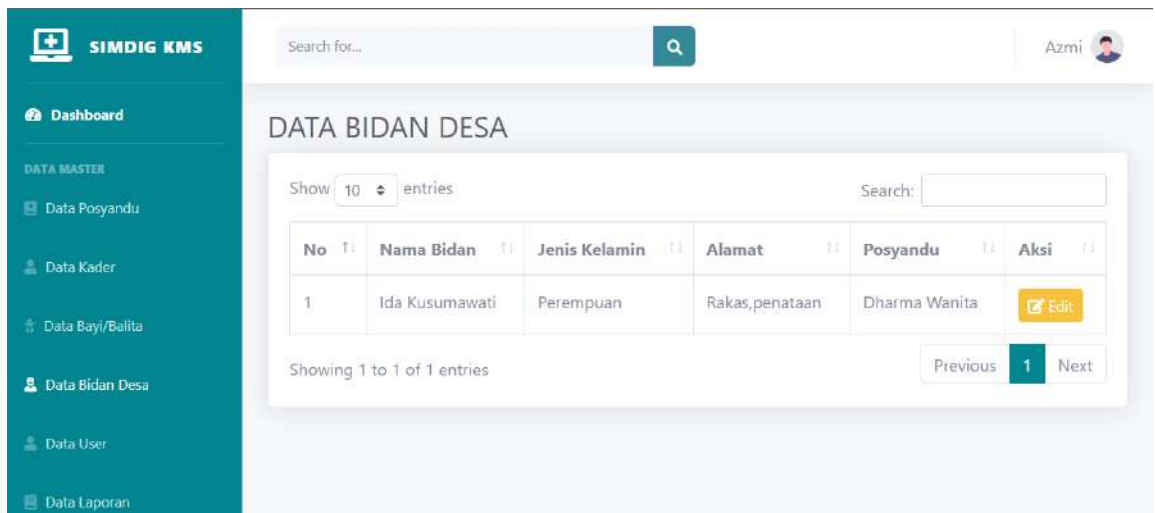 SIMDIG KMS
Search for...
Azmi
Dashboard
DATA MASTER
Data Posyandu
Data Kader
Data Bayi/Balita
Data Bidan Desa
Data User
Data Laporan
DATA BIDAN DESA
Show 10 entries
Search:
No Nama Bidan Jenis Kelamin Alamat Posyandu Aksi
1 Ida Kusumawati Perempuan Rakas,penataan Dharma Wanita Edit
Showing 1 to 1 of 1 entries
Previous 1 Next